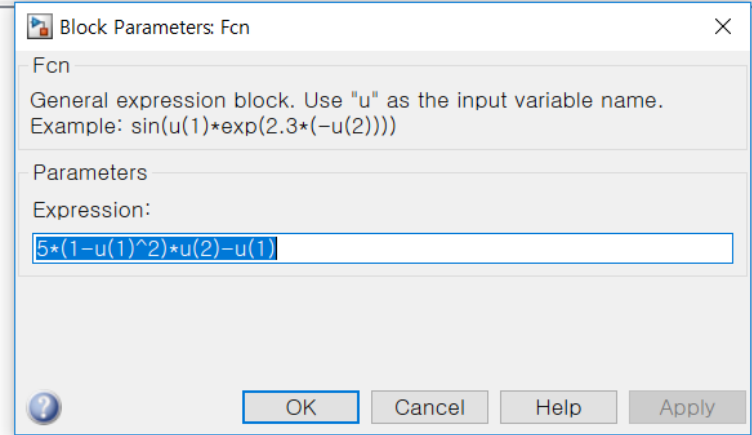 Block Parameters: Fcn
Fcn
General expression block. Use "u" as the input variable name.
Example: sin(u(1)*exp(2.3*(-u(2))))
Parameters
Expression:
5*(1-u(1)^2)*u(2)-u(1)
?
OK Cancel Help Apply